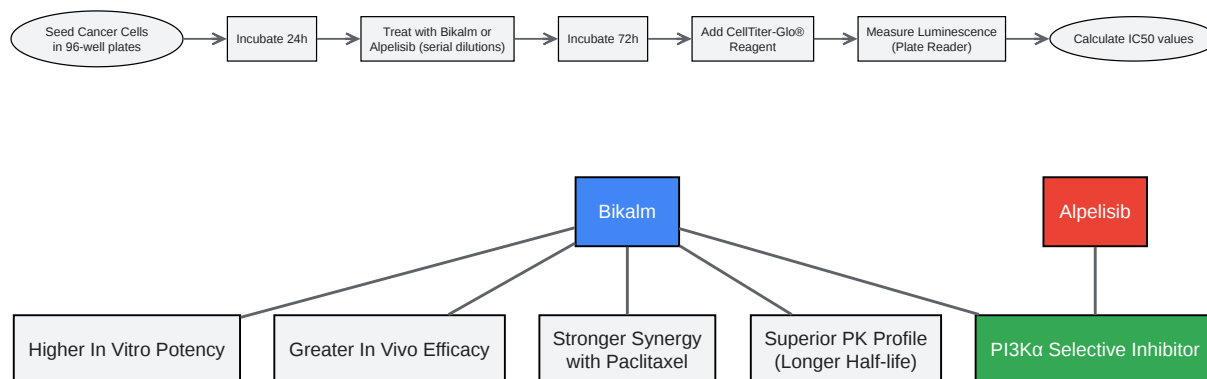 Seed Cancer Cells
in 96-well plates
Incubate 24h
Treat with Bikalm or
Alpelisib (serial dilutions)
Incubate 72h
Add CellTiter-Glo®
Reagent
Measure Luminescence
(Plate Reader)
Calculate IC50 values
Bikalm
Alpelisib
Higher In Vitro Potency
Greater In Vivo Efficacy
Stronger Synergy
with Paclitaxel
Superior PK Profile
(Longer Half-life)
PI3Kα Selective Inhibitor